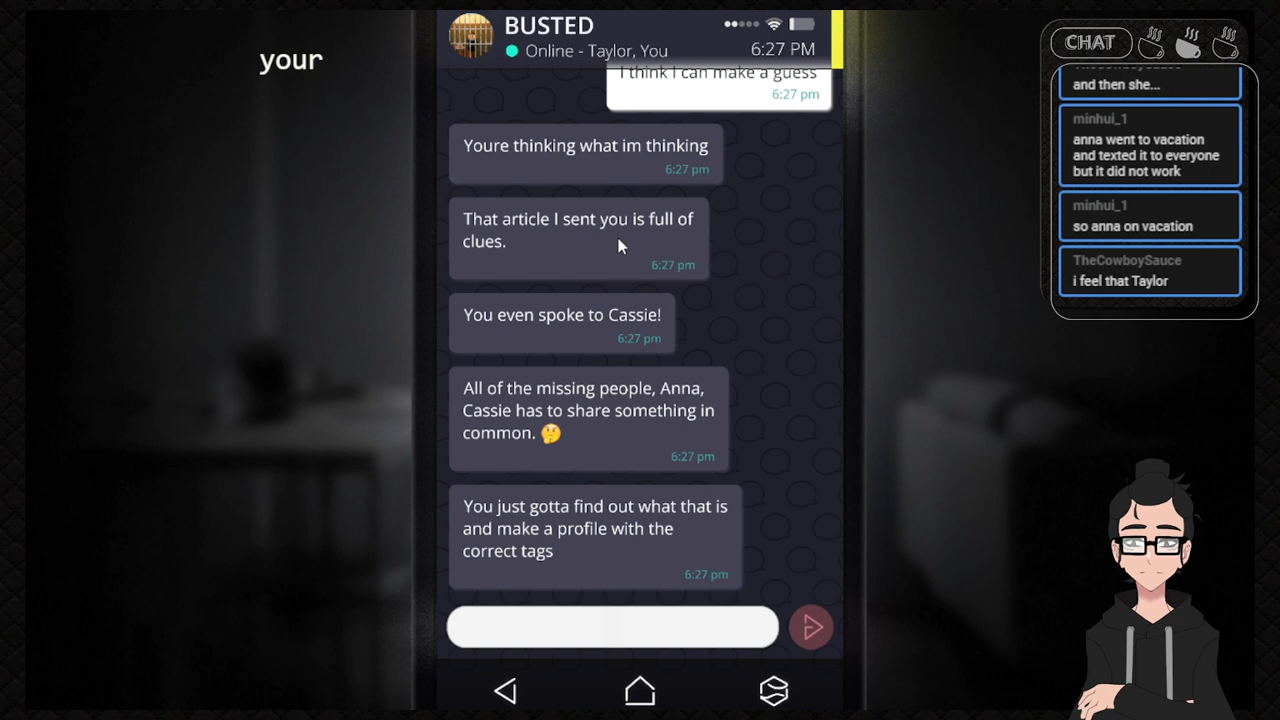 your
BUSTED
Online - Taylor, You
6:27 PM
I think I can make a guess
6:27 pm
Youre thinking what im thinking
6:27 pm
That article I sent you is full of
clues.
6:27 pm
You even spoke to Cassie!
6:27 pm
All of the missing people, Anna,
Cassie has to share something in
common. 🤔
6:27 pm
You just gotta find out what that is
and make a profile with the
correct tags
6:27 pm
CHAT
and then she...
minhui_1
anna went to vacation
and texted it to everyone
but it did not work
minhui_1
so anna on vacation
TheCowboySauce
i feel that Taylor